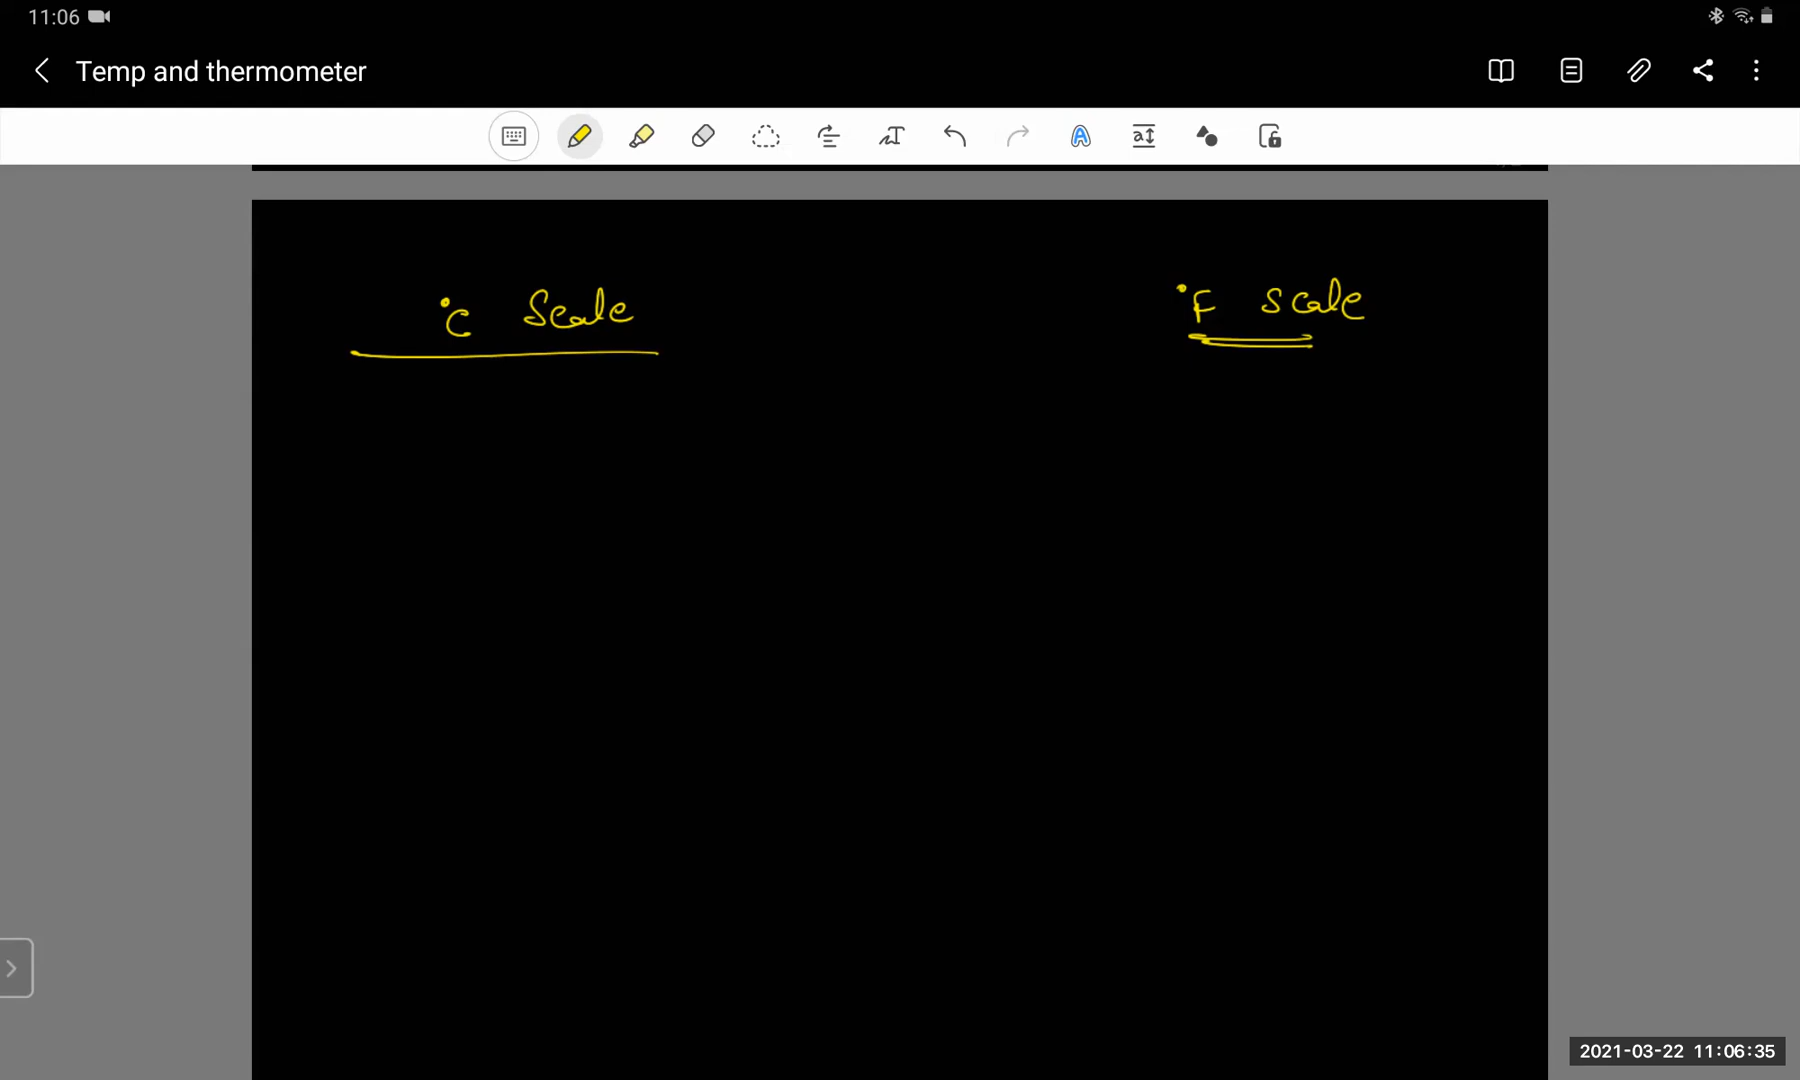 11:06
Temp and thermometer
°C Scale
°F scale
2021-03-22 11:06:35